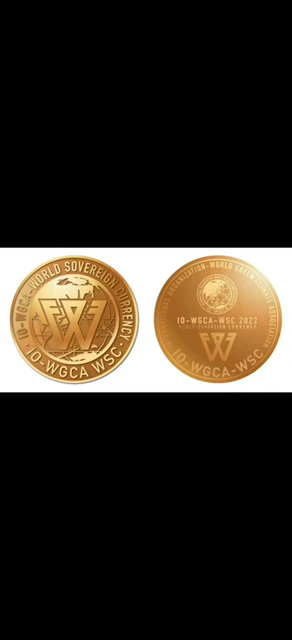 IO-WGCA-WORLD SOVEREIGN CURRENCY
W
IO-WGCA WSC
INTERNATIONAL ORGANIZATION-WORLD GREEN CLIMATE ASSOCIATION
IO-WGCA-WSC 2022
WORLD SOVEREIGN CURRENCY
W
IO-WGCA-WSC